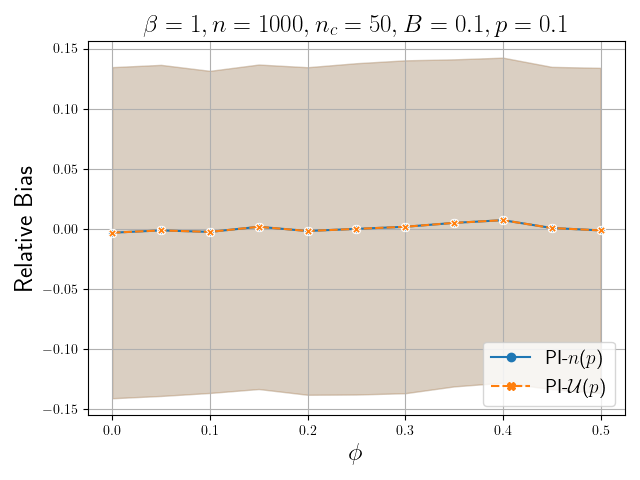 β = 1, n = 1000, n_c = 50, B = 0.1, p = 0.1
Relative Bias
0.15
0.10
0.05
0.00
−0.05
−0.10
−0.15
PI-n(p)
PI-𝒰(p)
0.0 0.1 0.2 0.3 0.4 0.5
ϕ